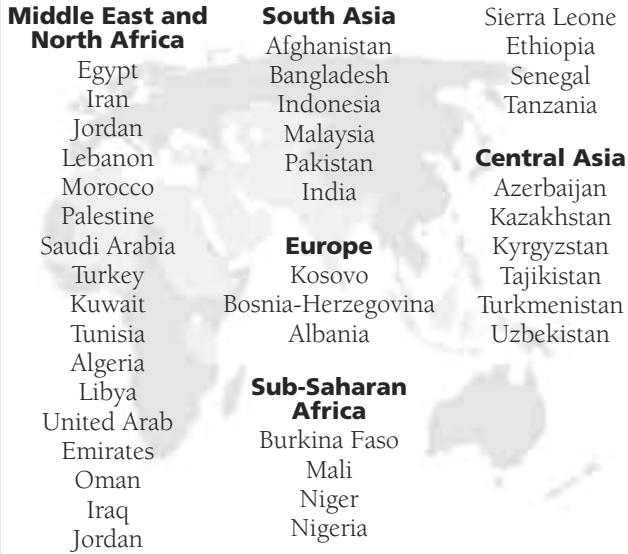 Middle East and
North Africa
Egypt
Iran
Jordan
Lebanon
Morocco
Palestine
Saudi Arabia
Turkey
Kuwait
Tunisia
Algeria
Libya
United Arab
Emirates
Oman
Iraq
Jordan
South Asia
Afghanistan
Bangladesh
Indonesia
Malaysia
Pakistan
India
Europe
Kosovo
Bosnia-Herzegovina
Albania
Sub-Saharan
Africa
Burkina Faso
Mali
Niger
Nigeria
Sierra Leone
Ethiopia
Senegal
Tanzania
Central Asia
Azerbaijan
Kazakhstan
Kyrgyzstan
Tajikistan
Turkmenistan
Uzbekistan